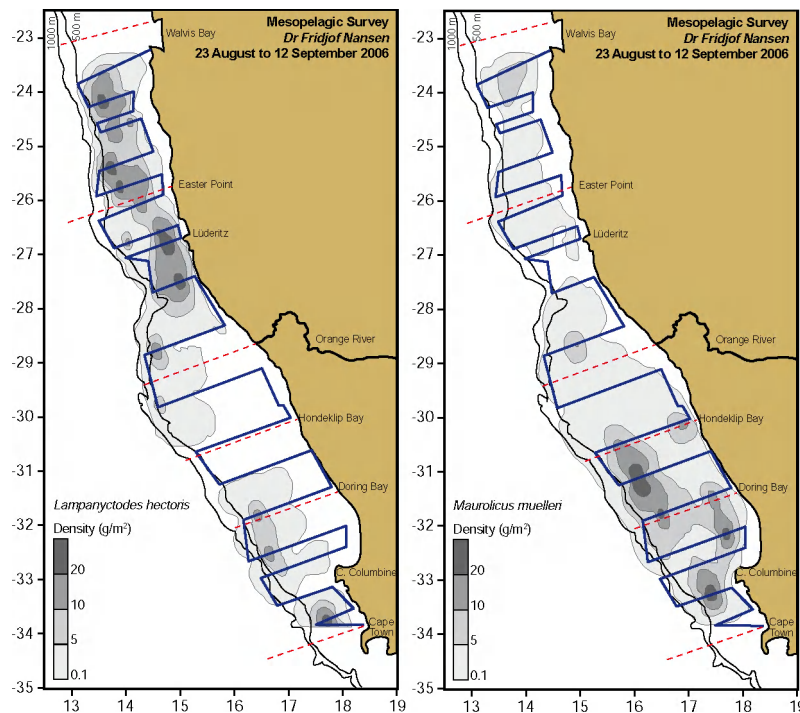 Mesopelagic Survey
Dr Fridjof Nansen
23 August to 12 September 2006
1000 m
500 m
Walvis Bay
Easter Point
Lüderitz
Orange River
Hondeklip Bay
Doring Bay
C. Columbine
Cape
Town
Lampanyctodes hectoris
Density (g/m²)
20
10
5
0.1
-23
-24
-25
-26
-27
-28
-29
-30
-31
-32
-33
-34
-35
13
14
15
16
17
18
19
Mesopelagic Survey
Dr Fridjof Nansen
23 August to 12 September 2006
1000 m
500 m
Walvis Bay
Easter Point
Lüderitz
Orange River
Hondeklip Bay
Doring Bay
C. Columbine
Cape
Town
Maurolicus muelleri
Density (g/m²)
20
10
5
0.1
-23
-24
-25
-26
-27
-28
-29
-30
-31
-32
-33
-34
-35
13
14
15
16
17
18
19